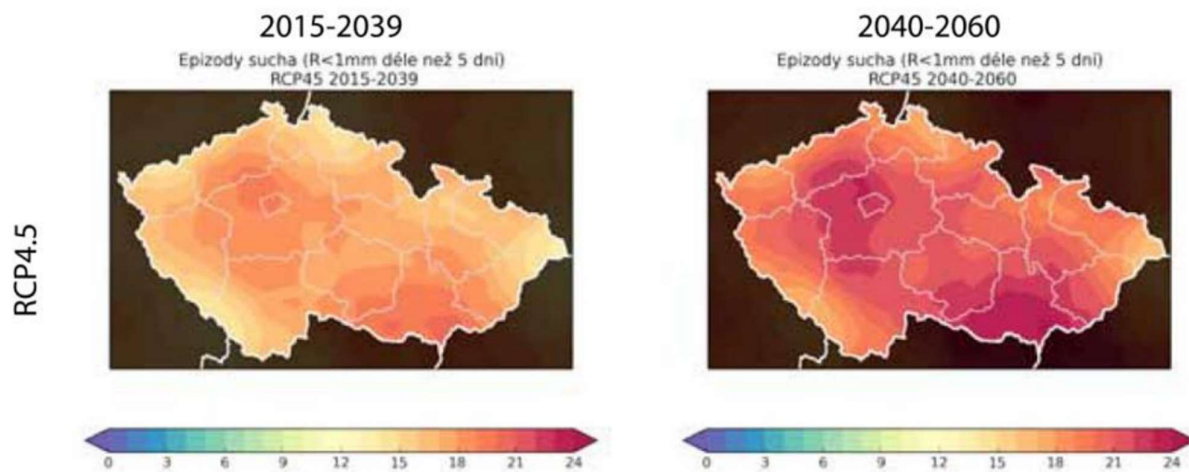 2015-2039
Epizody sucha (R<1mm déle než 5 dní)
RCP45 2015-2039
2040-2060
Epizody sucha (R<1mm déle než 5 dní)
RCP45 2040-2060
RCP4.5
0 3 6 9 12 15 18 21 24
0 3 6 9 12 15 18 21 24